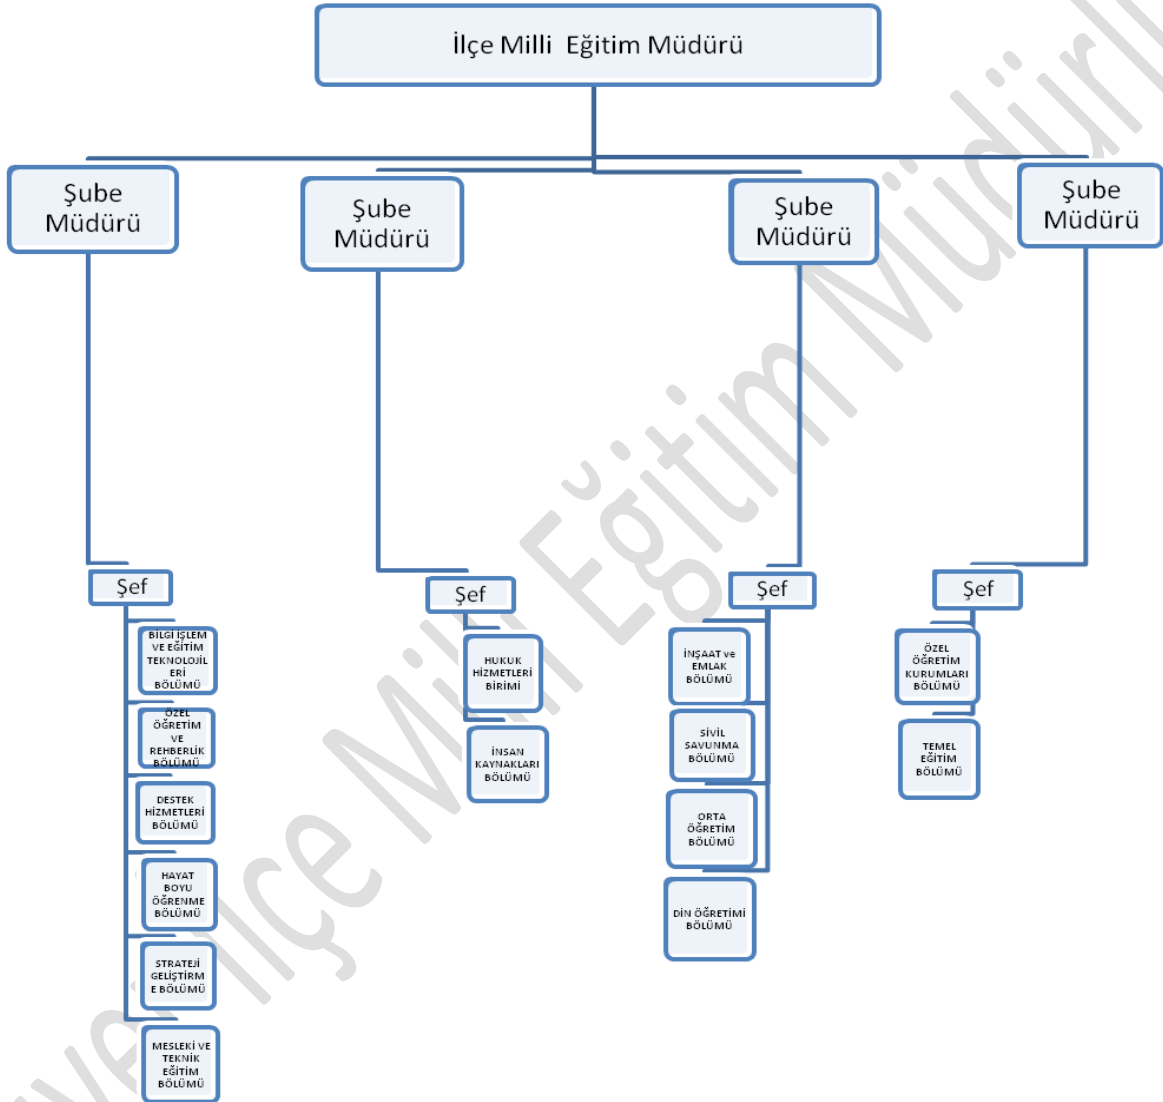 İlçe Milli Eğitim Müdürü
Şube
Müdürü
Şube
Müdürü
Şube
Müdürü
Şube
Müdürü
Şef
BİLGİ İŞLEM
VE EĞİTİM
TEKNOLOJİL
ERİ
BÖLÜMÜ
ÖZEL
ÖĞRETİM
VE
REHBERLİK
BÖLÜMÜ
DESTEK
HİZMETLERİ
BÖLÜMÜ
HAYAT
BOYU
ÖĞRENME
BÖLÜMÜ
STRATEJİ
GELİŞTİRM
E BÖLÜMÜ
MESLEKİ VE
TEKNİK
EĞİTİM
BÖLÜMÜ
Şef
HUKUK
HİZMETLERİ
BİRİMİ
İNSAN
KAYNAKLARI
BÖLÜMÜ
Şef
İNŞAAT ve
EMLAK
BÖLÜMÜ
SİVİL
SAVUNMA
BÖLÜMÜ
ORTA
ÖĞRETİM
BÖLÜMÜ
DİN ÖĞRETİMİ
BÖLÜMÜ
Şef
ÖZEL
ÖĞRETİM
KURUMLARI
BÖLÜMÜ
TEMEL
EĞİTİM
BÖLÜMÜ
İlçe Milli Eğitim